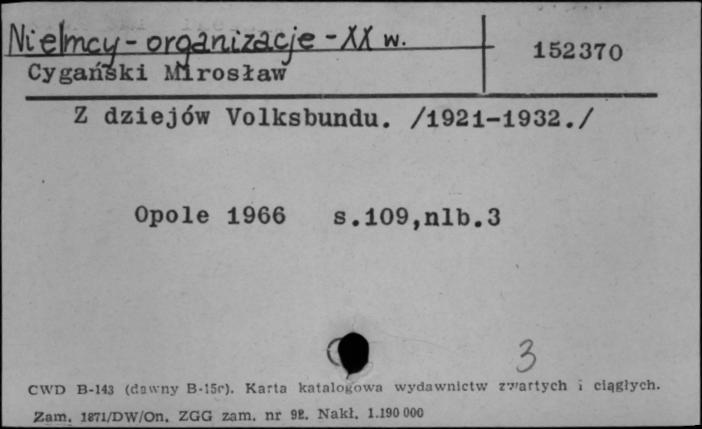 Niemcy - organizacje - XX w.
152370
Cygański Mirosław
Z dziejów Volksbundu. /1921-1932./
Opole 1966 s.109,nlb.3
3
CWD B-143 (dawny B-15c). Karta katalogowa wydawnictw zwartych i ciągłych.
Zam. 1871/DW/On. ZGG zam. nr 98. Nakł. 1.190 000